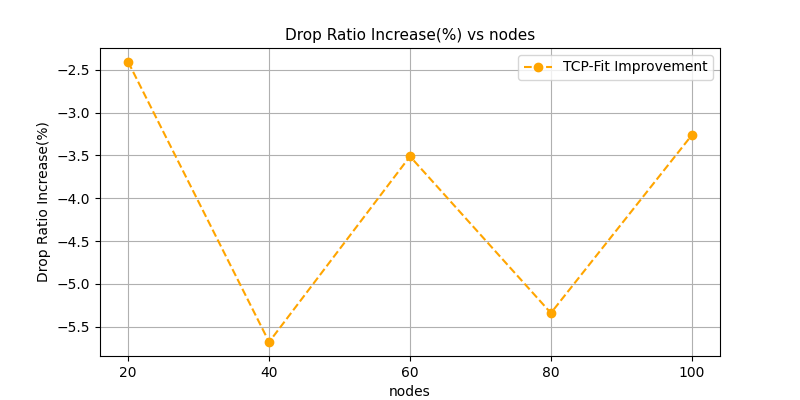 Drop Ratio Increase(%) vs nodes
TCP-Fit Improvement
Drop Ratio Increase(%)
−2.5
−3.0
−3.5
−4.0
−4.5
−5.0
−5.5
20 40 60 80 100
nodes